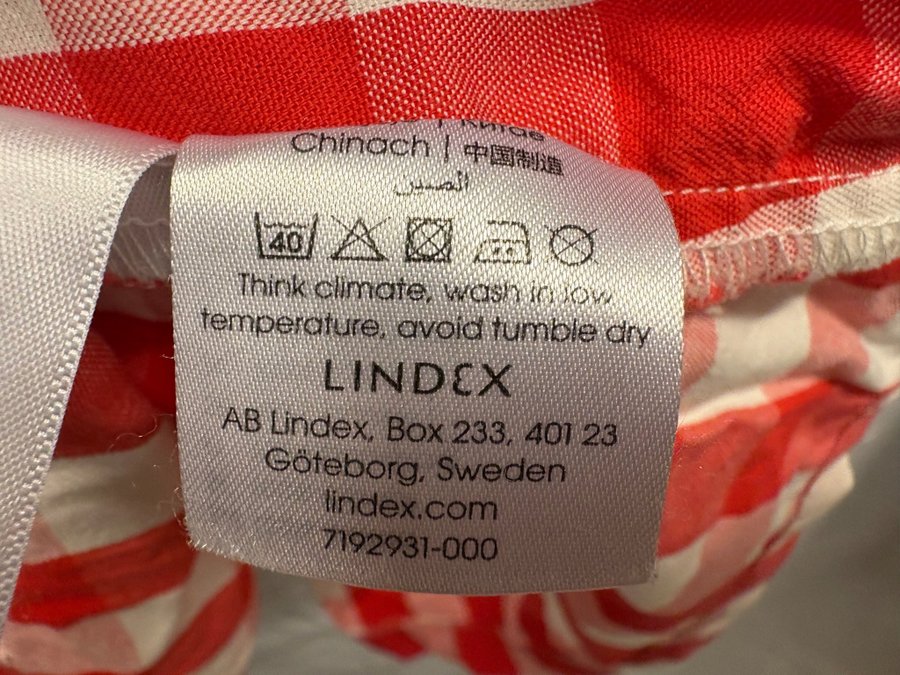 Chinach | 中国制造
الصين
40
Think climate, wash in low
temperature, avoid tumble dry
LINDEX
AB Lindex, Box 233, 401 23
Göteborg, Sweden
lindex.com
7192931-000